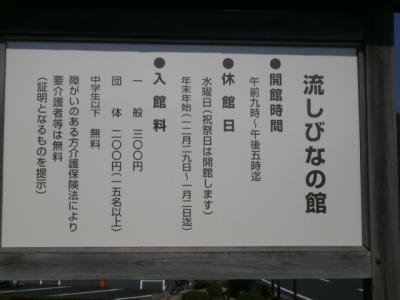 流しびなの館
●開館時間
午前九時~午後五時迄
●休館日
水曜日(祝祭日は開館します)
年末年始(一二月二九日~一月二日迄)
●入館料
一般 三〇〇円
団体 二〇〇円(一五名以上)
中学生以下 無料
障がいのある方介護保険法により
要介護者等は無料
(証明となるものを提示)